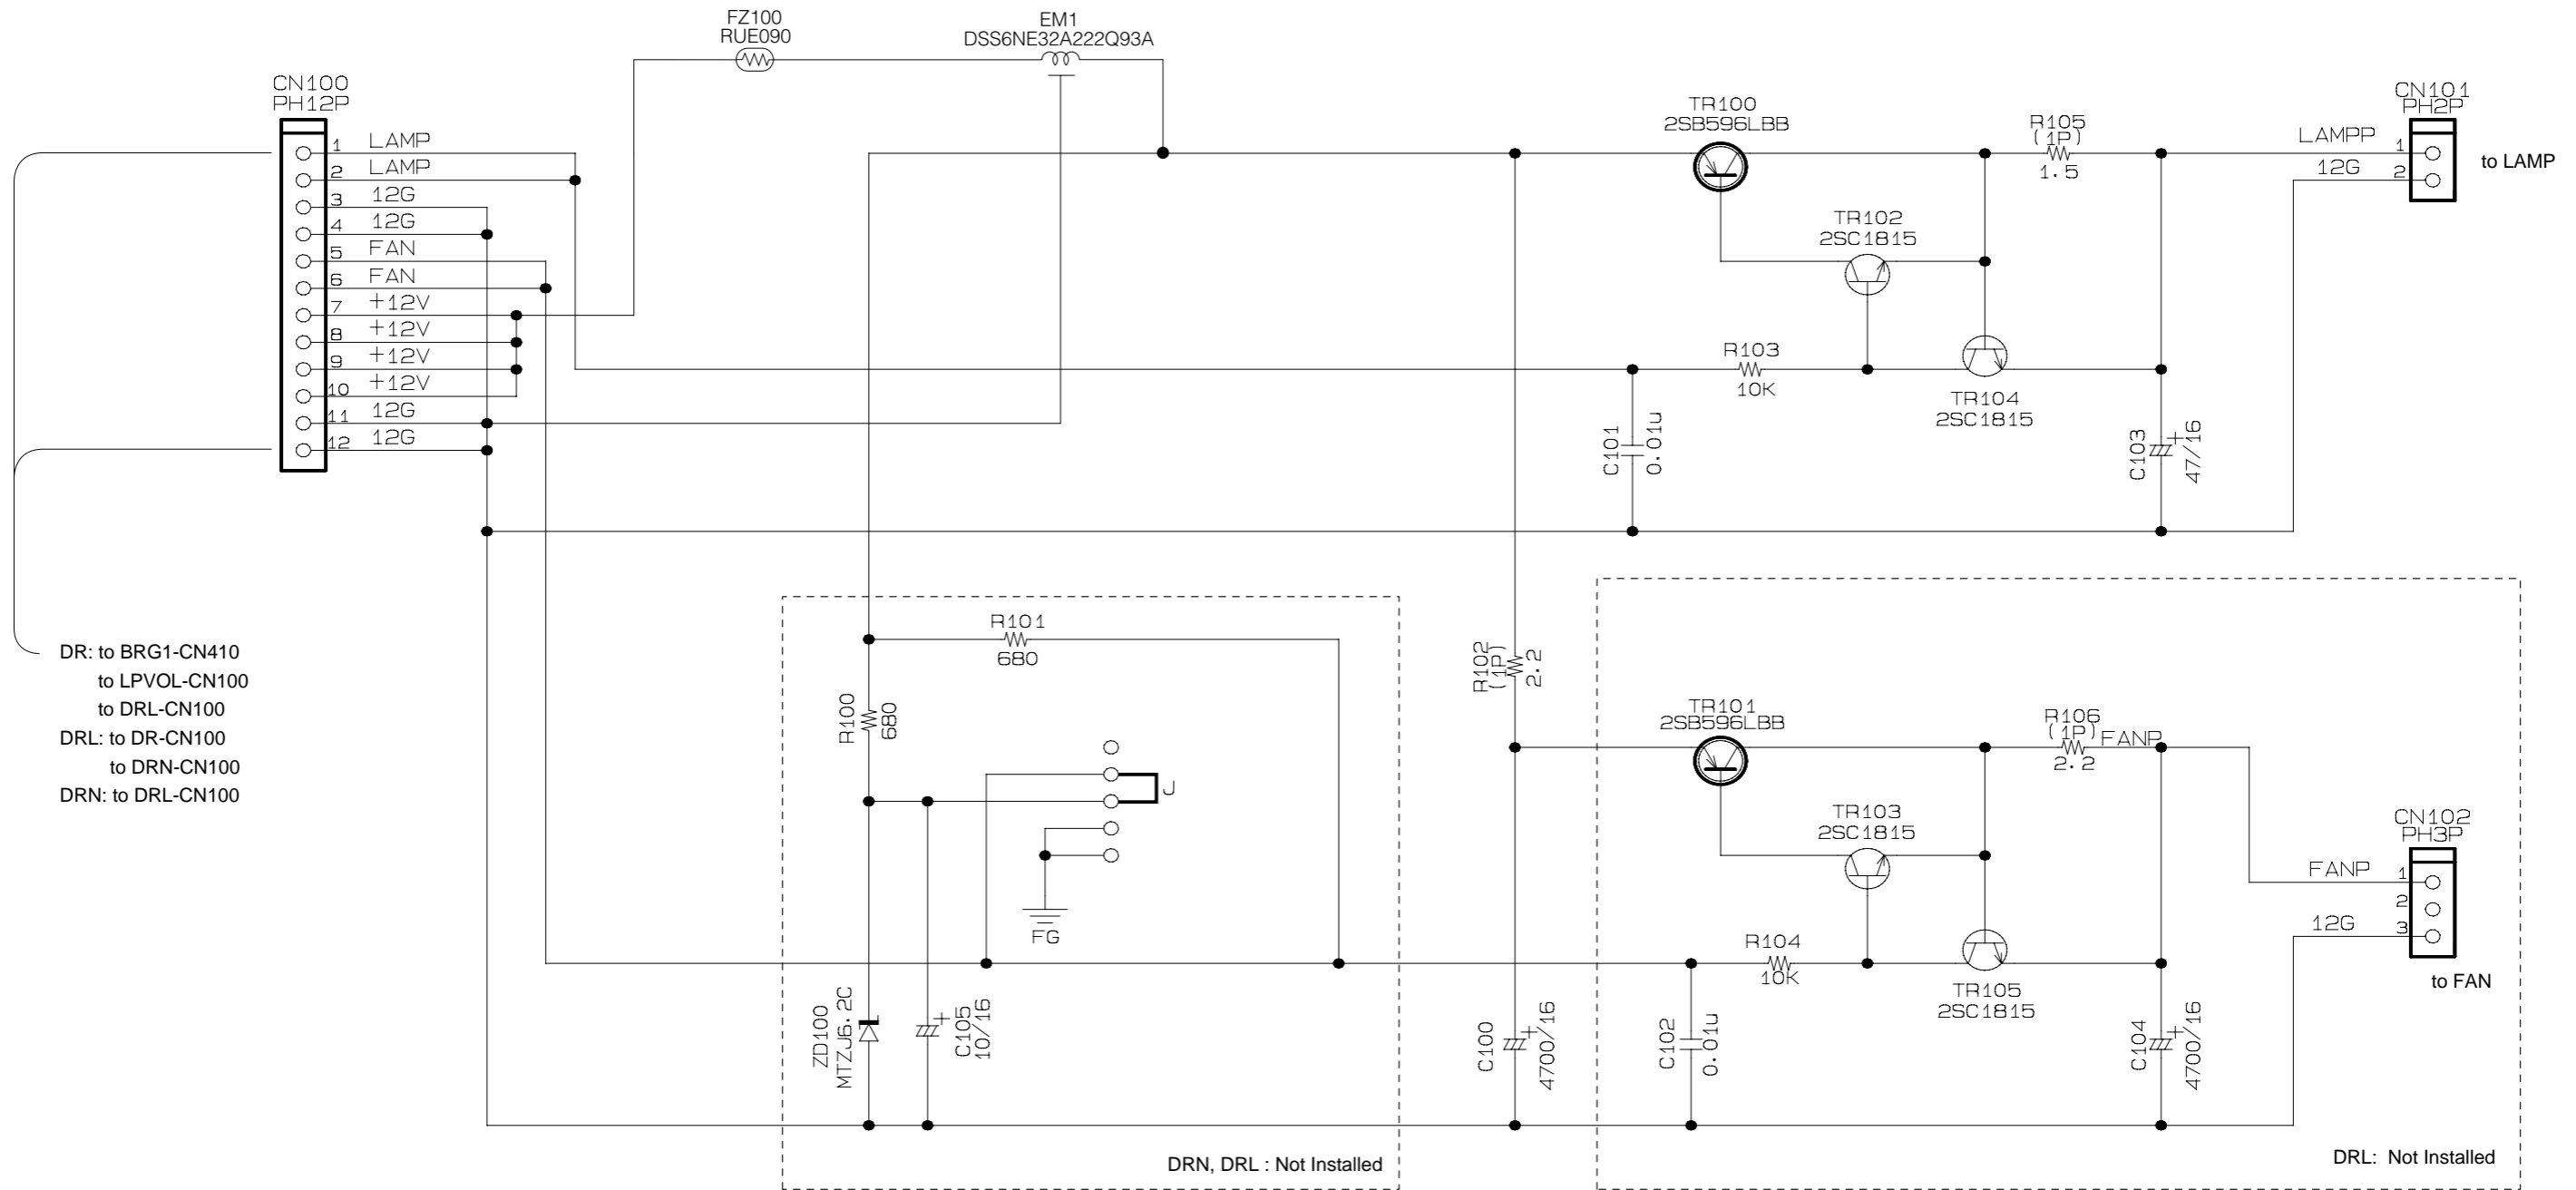 FZ100
RUE090
EM1
DSS6NE32A222Q93A
CN100
PH12P
1 LAMP
2 LAMP
3 12G
4 12G
5 FAN
6 FAN
7 +12V
8 +12V
9 +12V
10 +12V
11 12G
12 12G
TR100
2SB596LBB
R105
(1P)
1.5
CN101
PH2P
LAMPP 1
12G 2
to LAMP
TR102
2SC1815
R103
10K
TR104
2SC1815
C101
0.01u
C103
+
47/16
DR: to BRG1-CN410
to LPVOL-CN100
to DRL-CN100
DRL: to DR-CN100
to DRN-CN100
DRN: to DRL-CN100
R101
680
R100
680
J
FG
ZD100
MTZJ6.2C
+
C105
10/16
DRN, DRL : Not Installed
R102
(1P)
2.2
C100
+
4700/16
TR101
2SB596LBB
R106
(1P)
2.2
FANP
TR103
2SC1815
R104
10K
TR105
2SC1815
C102
0.01u
C104
+
4700/16
CN102
PH3P
FANP 1
2
12G 3
to FAN
DRL: Not Installed